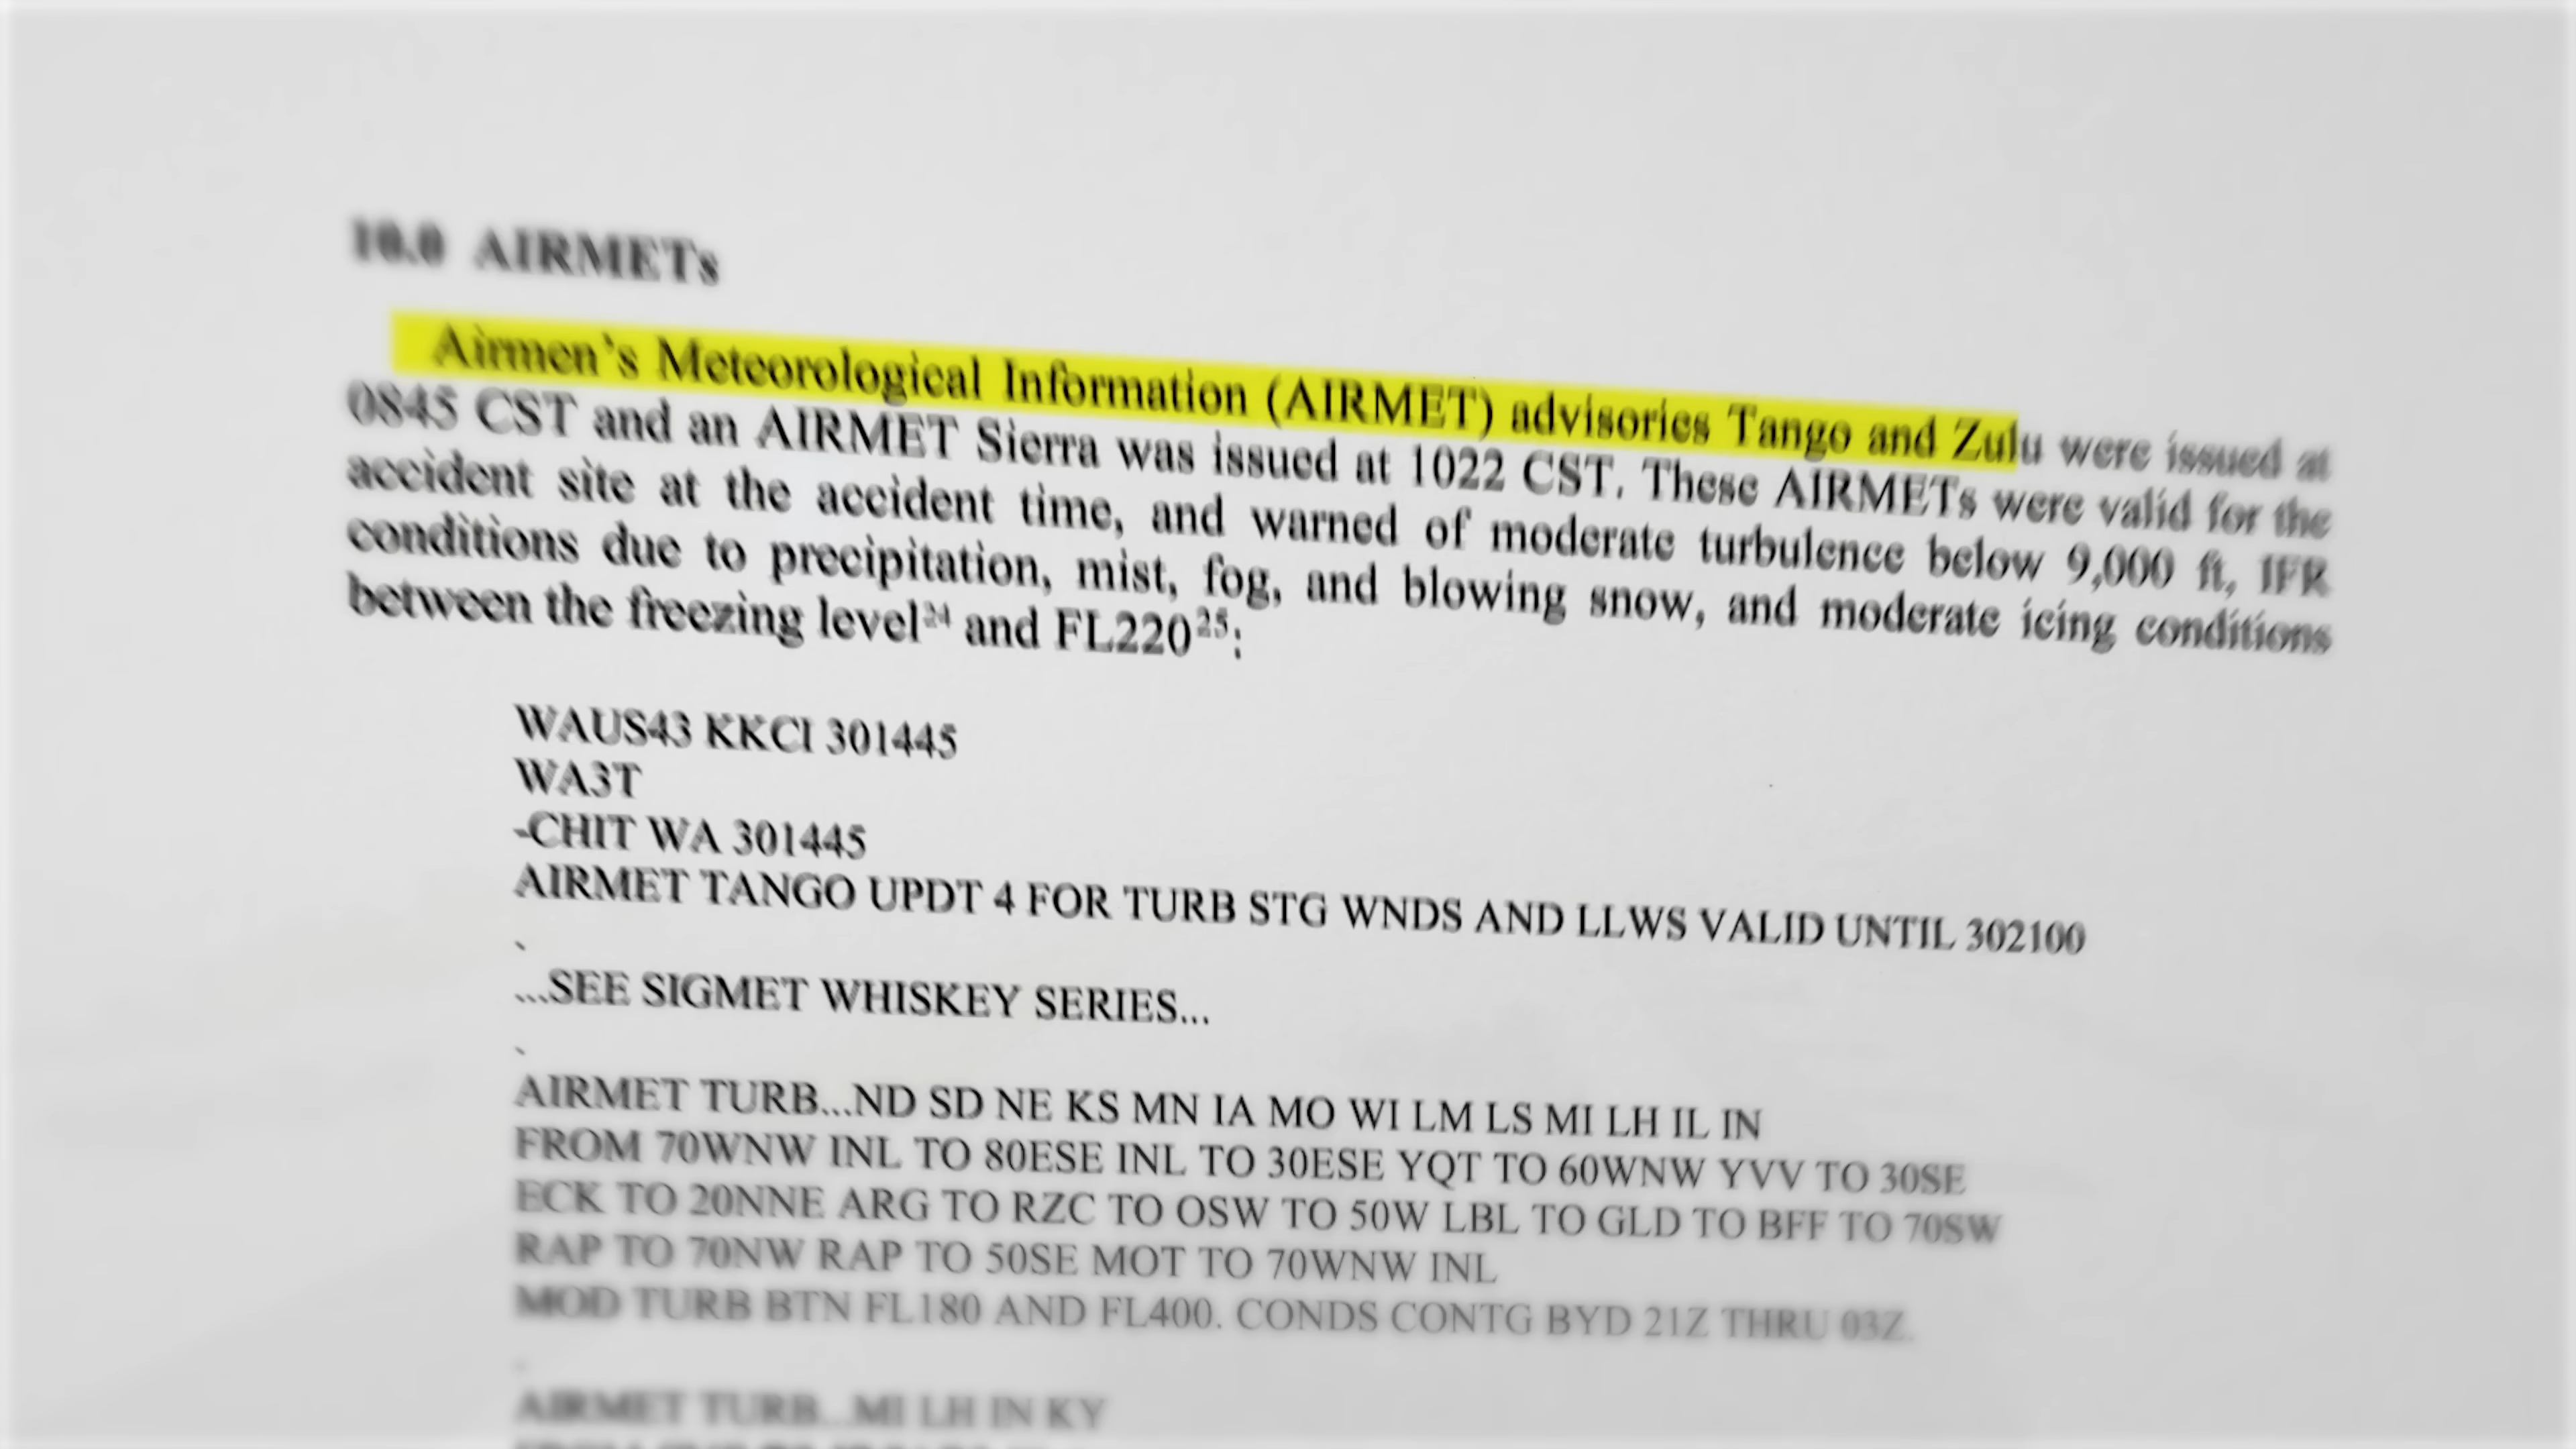 10.0 AIRMETs
Airmen's Meteorological Information (AIRMET) advisories Tango and Zulu were issued at
0845 CST and an AIRMET Sierra was issued at 1022 CST. These AIRMETs were valid for the
accident site at the accident time, and warned of moderate turbulence below 9,000 ft, IFR
conditions due to precipitation, mist, fog, and blowing snow, and moderate icing conditions
between the freezing level24 and FL22025:
WAUS43 KKCI 301445
WA3T
-CHIT WA 301445
AIRMET TANGO UPDT 4 FOR TURB STG WNDS AND LLWS VALID UNTIL 302100
.
...SEE SIGMET WHISKEY SERIES...
.
AIRMET TURB...ND SD NE KS MN IA MO WI LM LS MI LH IL IN
FROM 70WNW INL TO 80ESE INL TO 30ESE YQT TO 60WNW YVV TO 30SE
ECK TO 20NNE ARG TO RZC TO OSW TO 50W LBL TO GLD TO BFF TO 70SW
RAP TO 70NW RAP TO 50SE MOT TO 70WNW INL
MOD TURB BTN FL180 AND FL400. CONDS CONTG BYD 21Z THRU 03Z.
.
AIRMET TURB...MI LH IN KY